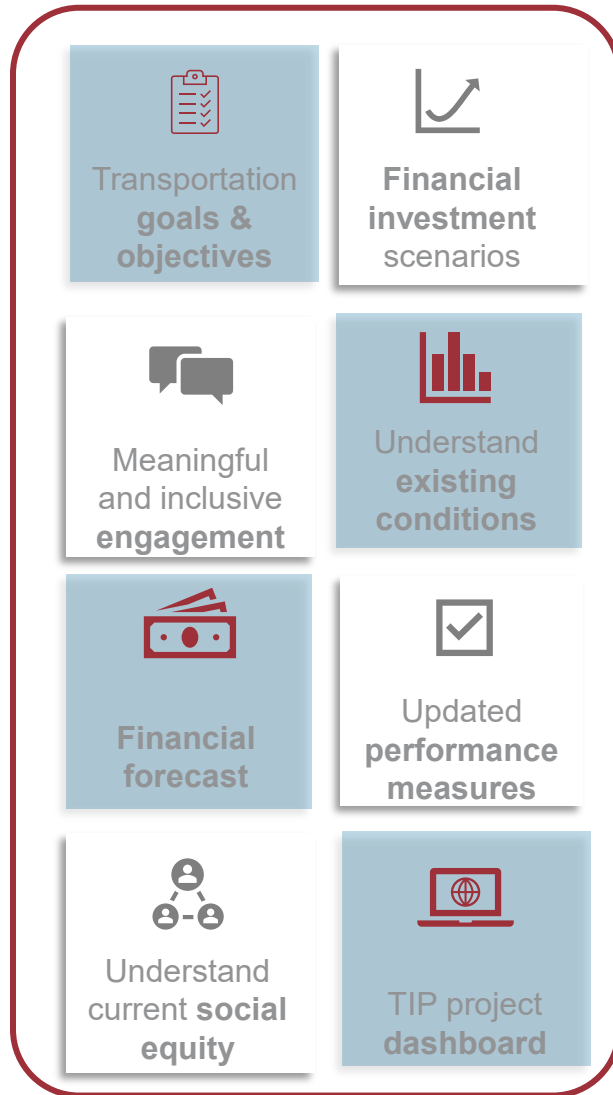 Transportation
goals &
objectives
Financial
investment
scenarios
Meaningful
and inclusive
engagement
Understand
existing
conditions
Financial
forecast
Updated
performance
measures
Understand
current social
equity
TIP project
dashboard